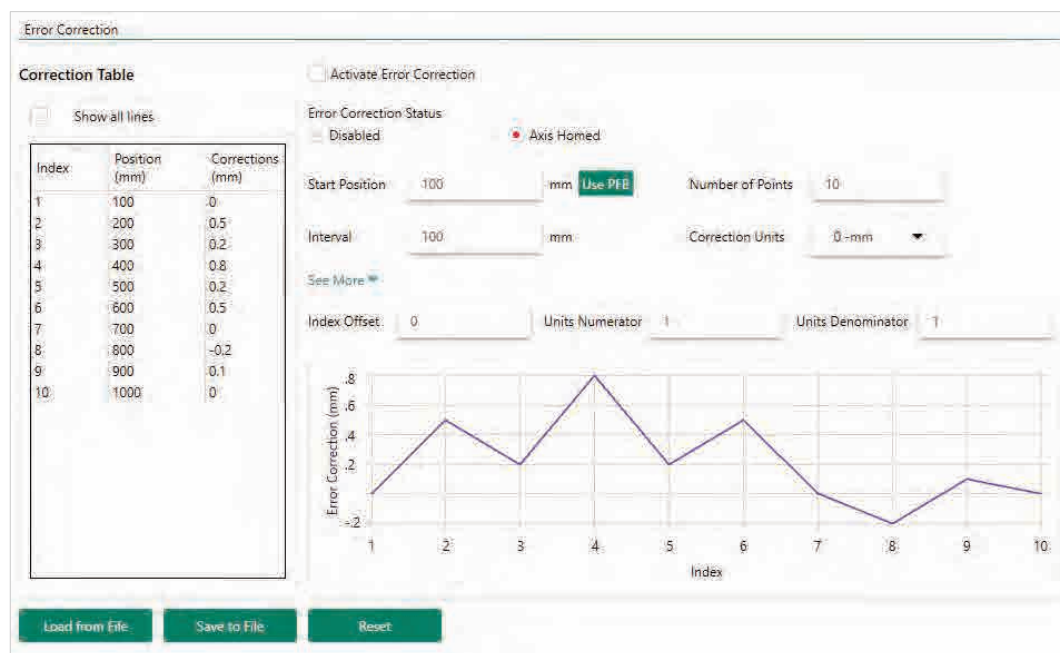 Error Correction
Correction Table
Activate Error Correction
Show all lines
Error Correction Status
Disabled
Axis Homed
Index Position (mm) Corrections (mm)
1 100 0
2 200 0.5
3 300 0.2
4 400 0.8
5 500 0.2
6 600 0.5
7 700 0
8 800 -0.2
9 900 0.1
10 1000 0
Start Position 100 mm Use PFB Number of Points 10
Interval 100 mm Correction Units 0 -mm
See More
Index Offset 0 Units Numerator 1 Units Denominator 1
Error Correction (mm)
.8
.6
.4
.2
-.2
1 2 3 4 5 6 7 8 9 10
Index
Load from File Save to File Reset